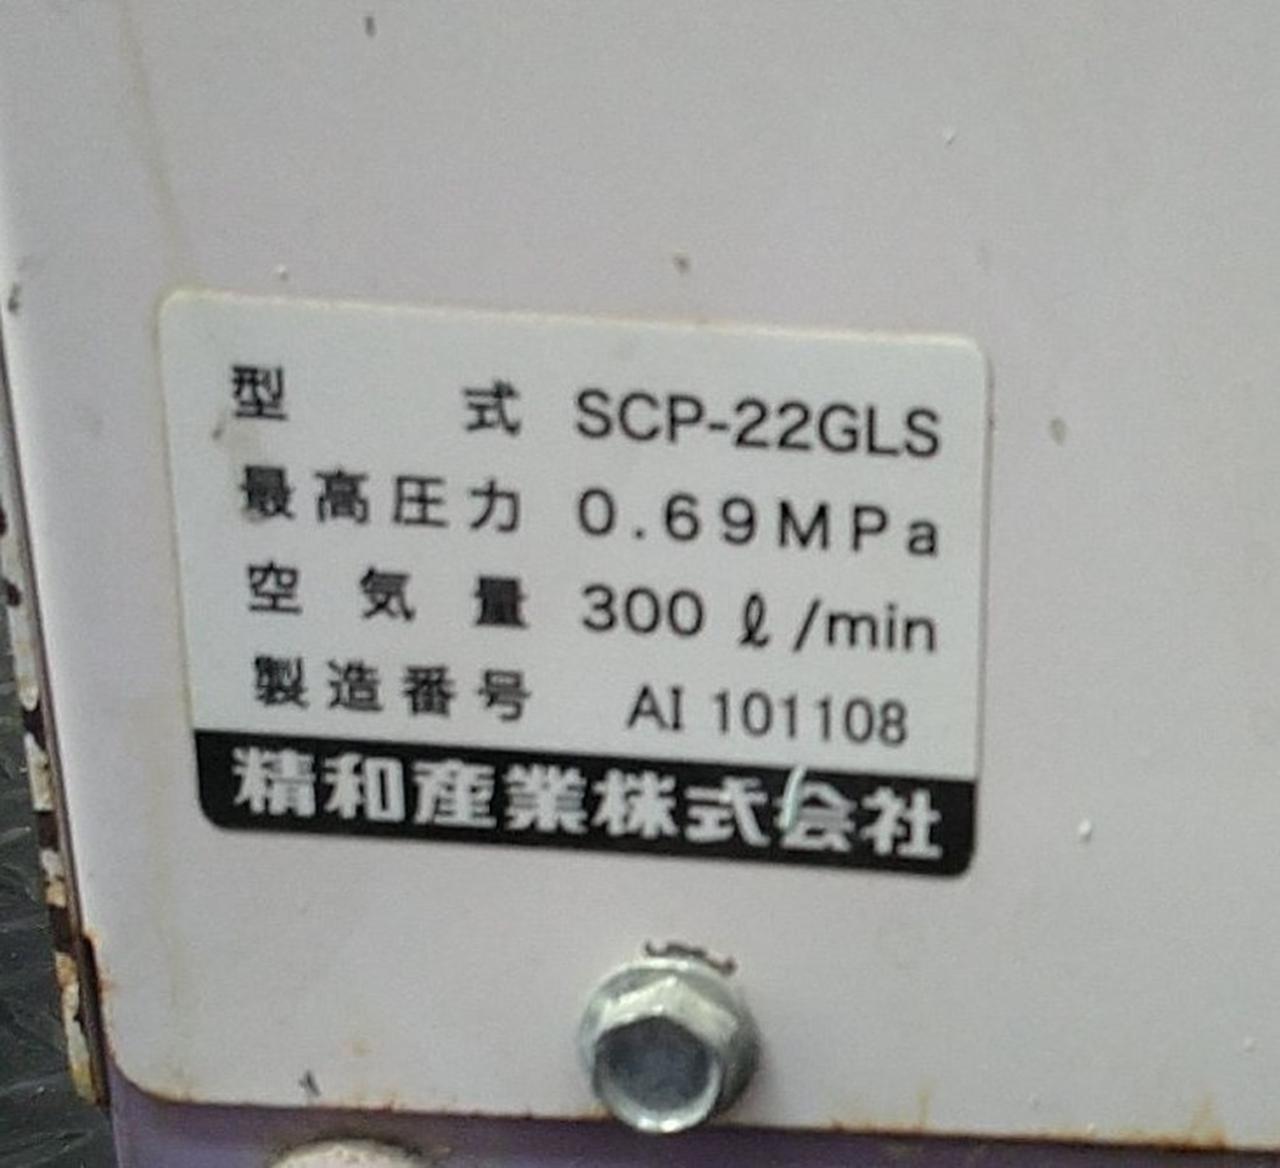 型式 SCP-22GLS
最高圧力 0.69MPa
空気量 300 ℓ/min
製造番号 AI 101108
精和産業株式会社